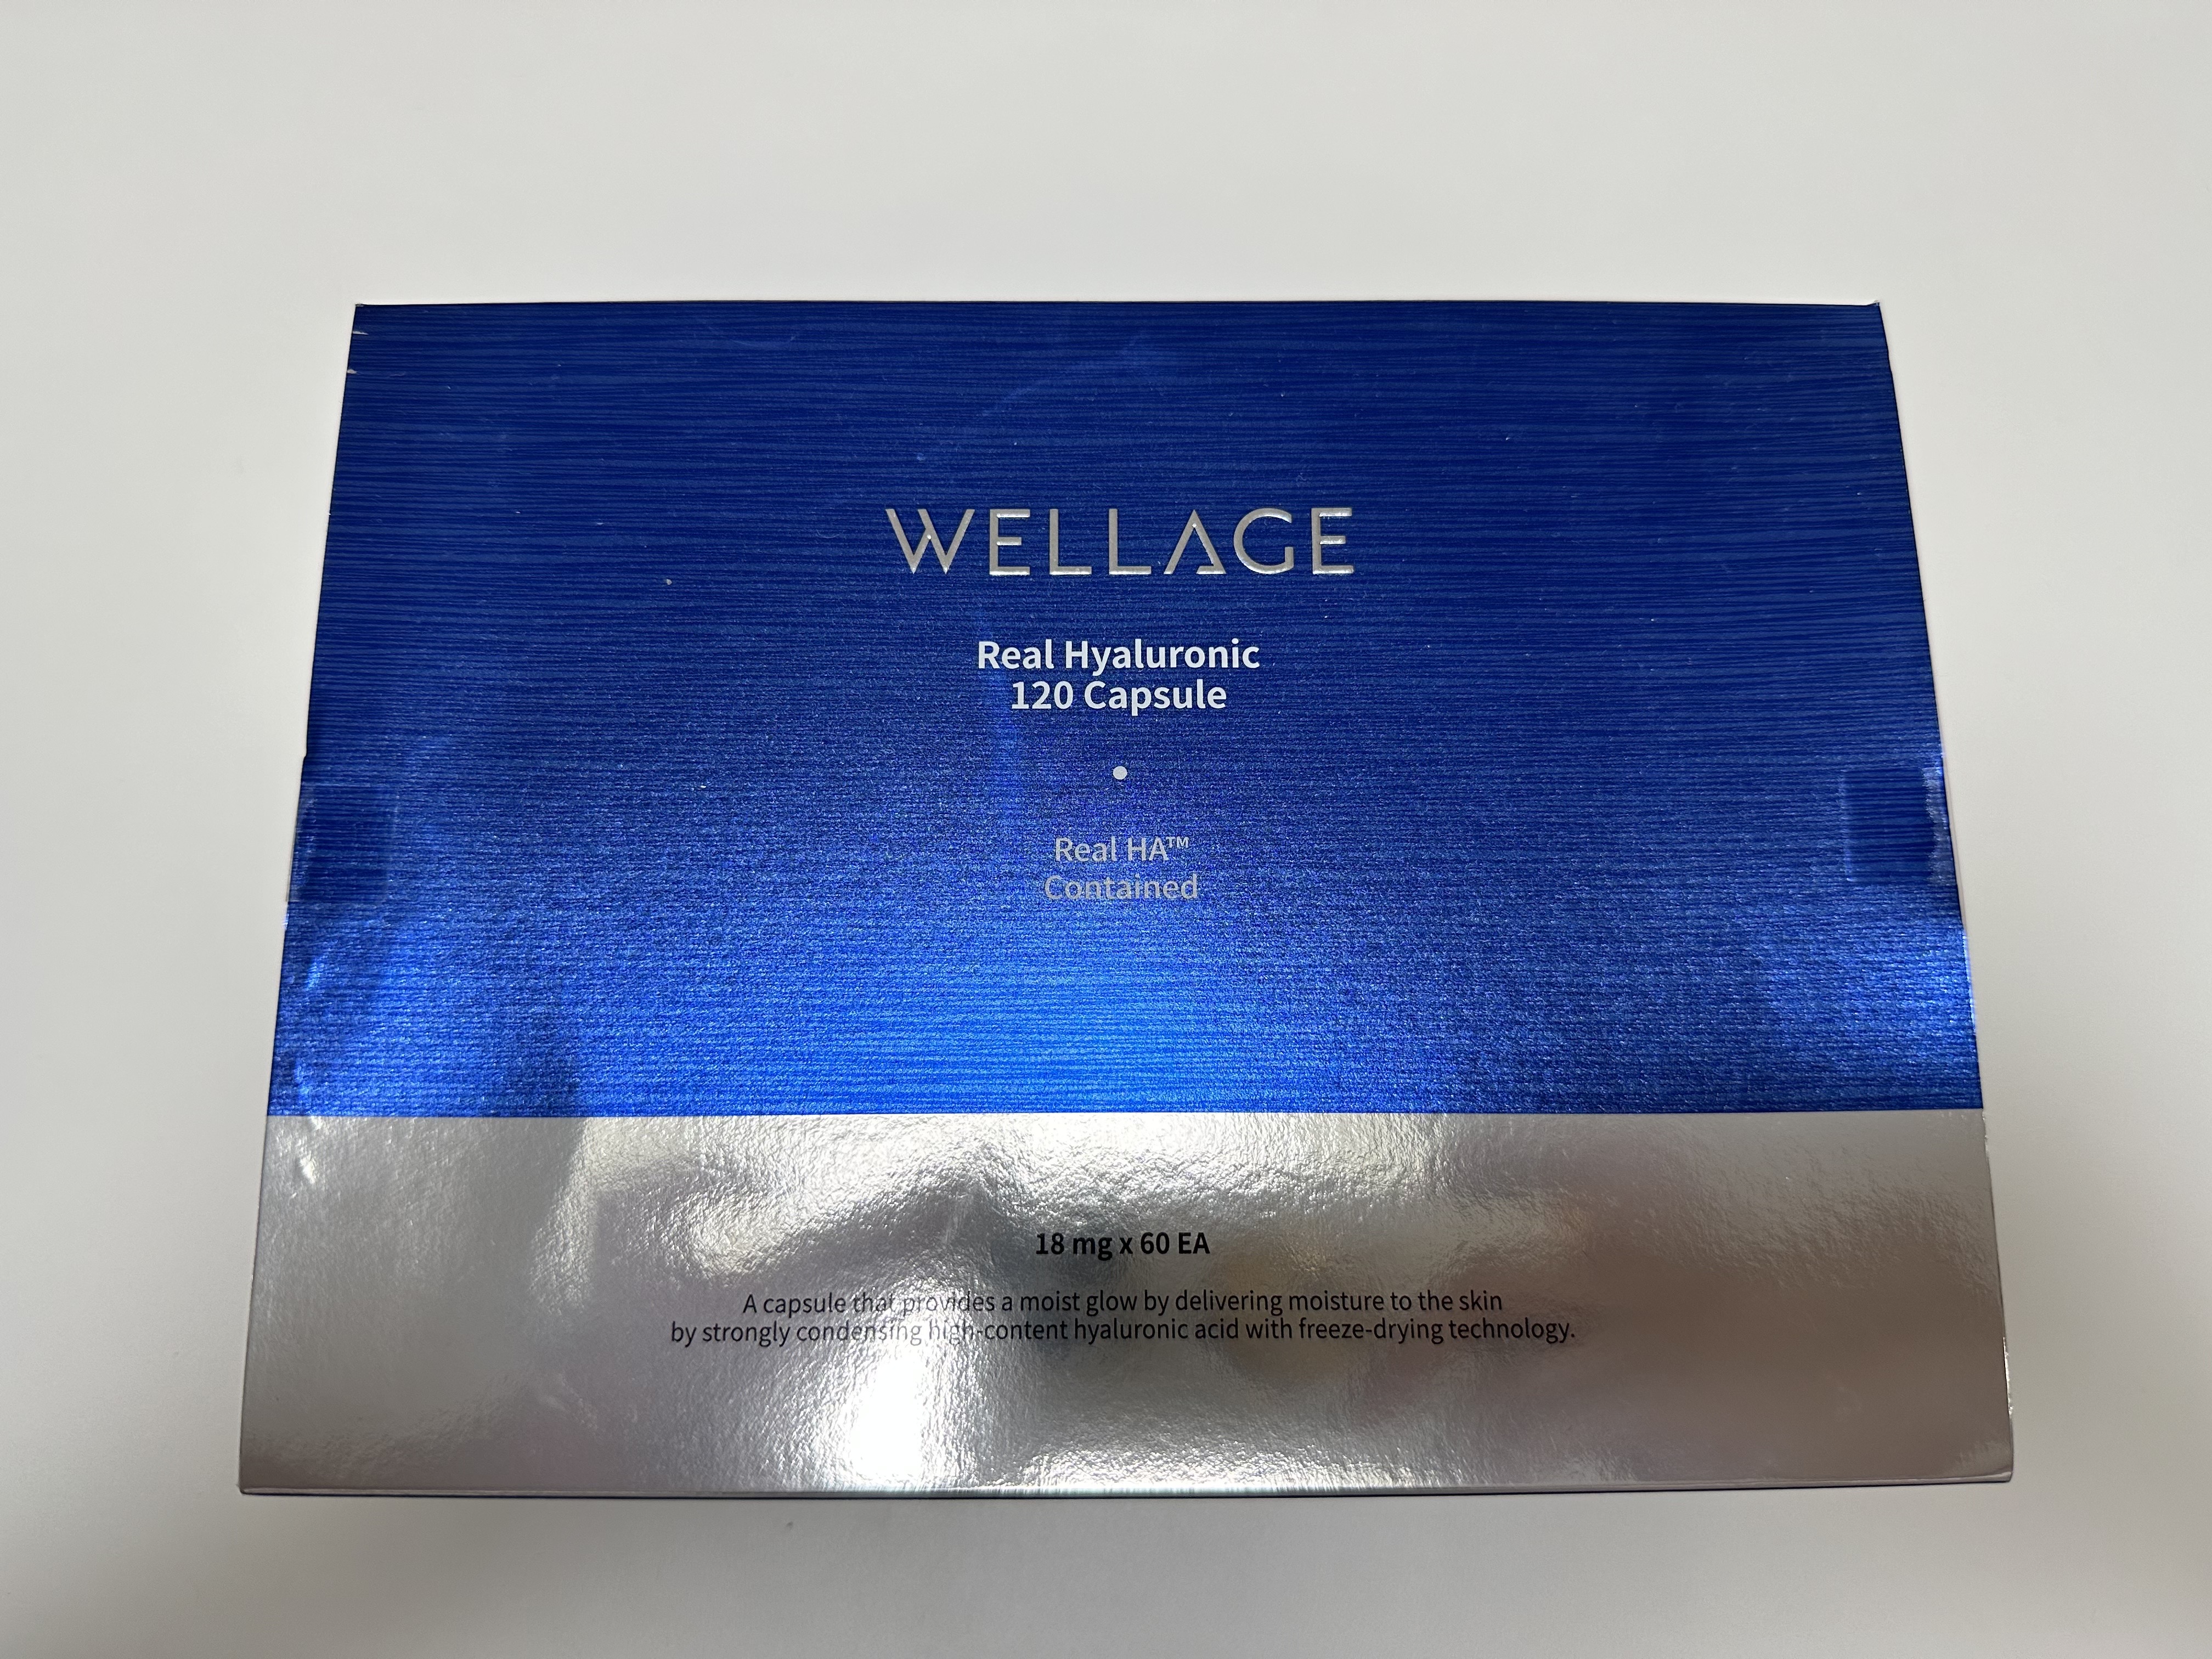 WELLAGE
Real Hyaluronic
120 Capsule
Real HA™
Contained
18 mg x 60 EA
A capsule that provides a moist glow by delivering moisture to the skin
by strongly condensing high-content hyaluronic acid with freeze-drying technology.